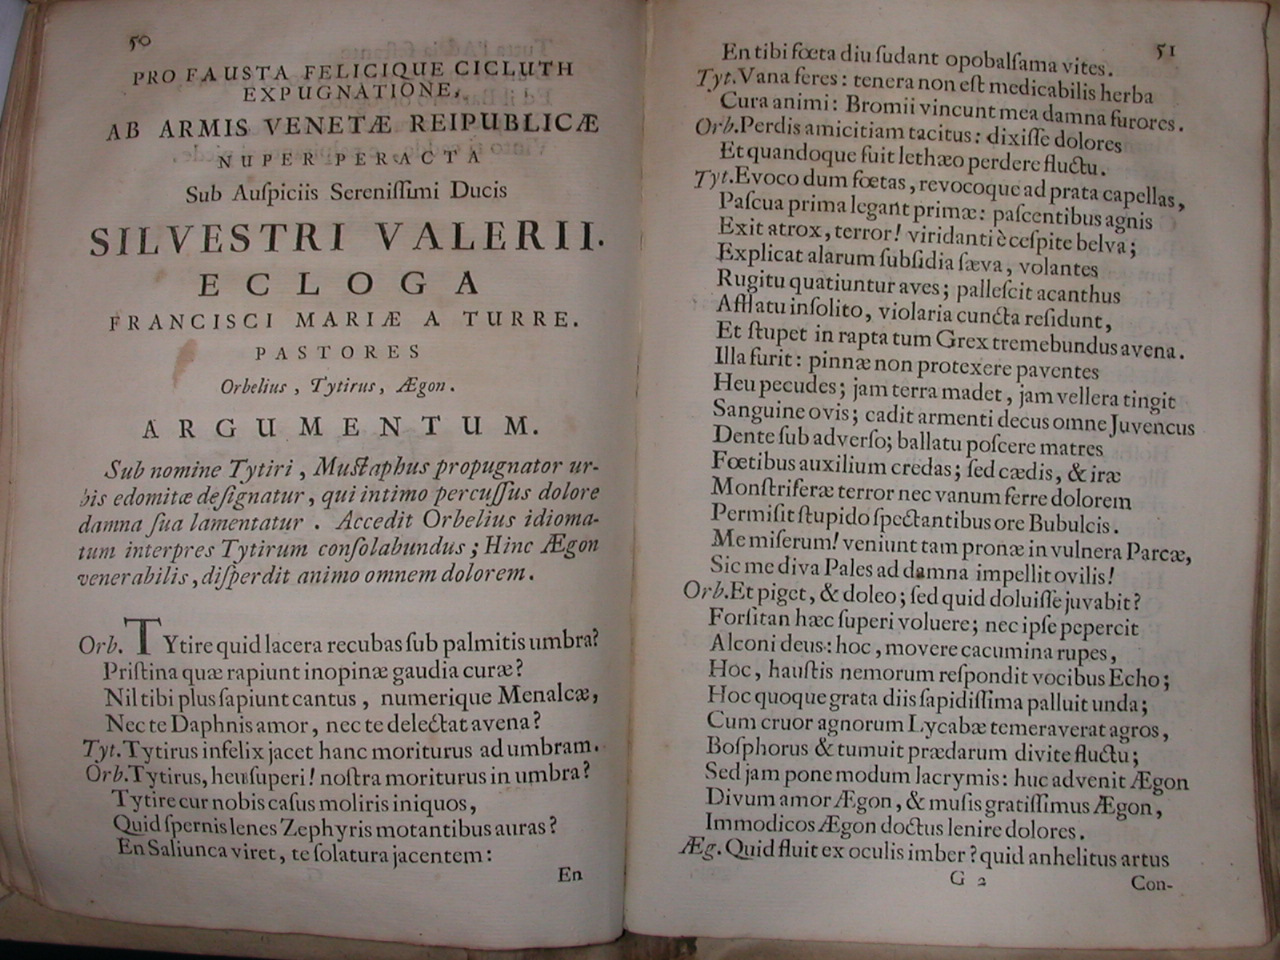 50
PRO FAUSTA FELICIQUE CICLUTH
EXPUGNATIONE,
AB ARMIS VENETÆ REIPUBLICÆ
NUPER PERACTA
Sub Auſpiciis Sereniſſimi Ducis
SILVESTRI VALERII.
ECLOGA
FRANCISCI MARIÆ A TURRE.
PASTORES
Orbelius, Tytirus, Ægon.
ARGUMENTUM.
Sub nomine Tytiri, Muſtaphus propugnator ur-
bis edomitæ deſignatur, qui intimo percuſſus dolore
damna ſua lamentatur. Accedit Orbelius idioma-
tum interpres Tytirum conſolabundus; Hinc Ægon
venerabilis, diſperdit animo omnem dolorem.
Orb. TYtire quid lacera recubas ſub palmitis umbra?
Priſtina quæ rapiunt inopinæ gaudia curæ?
Nil tibi plus ſapiunt cantus, numerique Menalcæ,
Nec te Daphnis amor, nec te delectat avena?
Tyt. Tytirus infelix jacet hanc moriturus ad umbram.
Orb. Tytirus, heu ſuperi! noſtra moriturus in umbra?
Tytire cur nobis caſus moliris iniquos,
Quid ſpernis lenes Zephyris motantibus auras?
En Saliunca viret, te ſolatura jacentem:
En
51
En tibi fœta diu ſudant opobalſama vites.
Tyt. Vana feres: tenera non eſt medicabilis herba
Cura animi: Bromii vincunt mea damna furores.
Orb. Perdis amicitiam tacitus: dixiſſe dolores
Et quandoque fuit lethæo perdere fluctu.
Tyt. Evoco dum fœtas, revocoque ad prata capellas,
Paſcua prima legant primæ: paſcentibus agnis
Exit atrox, terror! viridanti è ceſpite belva;
Explicat alarum ſubſidia ſæva, volantes
Rugitu quatiuntur aves; palleſcit acanthus
Afflatu inſolito, violaria cuncta reſidunt,
Et ſtupet in rapta tum Grex tremebundus avena.
Illa furit: pinnæ non protexere paventes
Heu pecudes; jam terra madet, jam vellera tingit
Sanguine ovis; cadit armenti decus omne Juvencus
Dente ſub adverſo; ballatu poſcere matres
Fœtibus auxilium credas; ſed cædis, & iræ
Monſtriferæ terror nec vanum ferre dolorem
Permiſit ſtupido ſpectantibus ore Bubulcis.
Me miſerum! veniunt tam pronæ in vulnera Parcæ,
Sic me diva Pales ad damna impellit ovilis!
Orb. Et piget, & doleo; ſed quid doluiſſe juvabit?
Forſitan hæc ſuperi voluere; nec ipſe pepercit
Alconi deus: hoc, movere cacumina rupes,
Hoc, hauſtis nemorum reſpondit vocibus Echo;
Hoc quoque grata diis ſapidiſſima palluit unda;
Cum cruor agnorum Lycabæ temeraverat agros,
Boſphorus & tumuit prædarum divite fluctu;
Sed jam pone modum lacrymis: huc advenit Ægon
Divum amor Ægon, & muſis gratiſſimus Ægon,
Immodicos Ægon doctus lenire dolores.
Æg. Quid fluit ex oculis imber? quid anhelitus artus
G 2
Con-